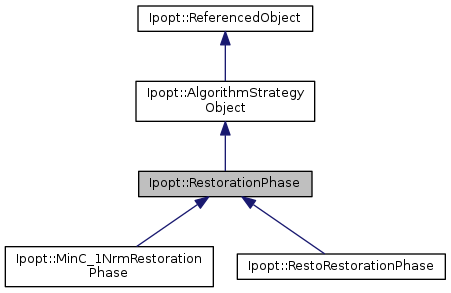 Ipopt::ReferencedObject
Ipopt::AlgorithmStrategy
Object
Ipopt::RestorationPhase
Ipopt::MinC_1NrmRestoration
Phase
Ipopt::RestoRestorationPhase